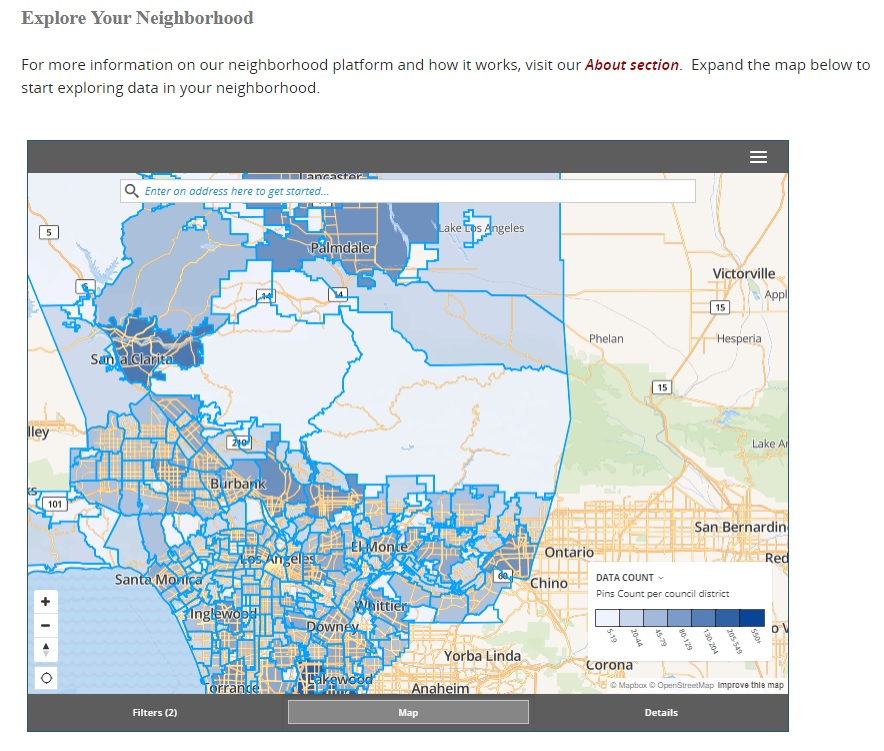 Explore Your Neighborhood
For more information on our neighborhood platform and how it works, visit our About section. Expand the map below to
start exploring data in your neighborhood.
Lancaster
Enter an address here to get started...
5
Lake Los Angeles
Palmdale
Victorville
14
14
Appl
15
Phelan
Hesperia
Santa Clarita
15
lley
210
Lake Ar
Burbank
101
San Bernardin
El Monte
Los Angeles
Ontario
Red
Santa Monica
60
Chino
DATA COUNT
Pins Count per council district
Whittier
Inglewood
Downey
5-19
20-44
45-79
80-129
130-204
205-549
550+
Yorba Linda
Corona
Lakewood
orrance
Anaheim
© Mapbox © OpenStreetMap Improve this map
Filters (2)
Map
Details